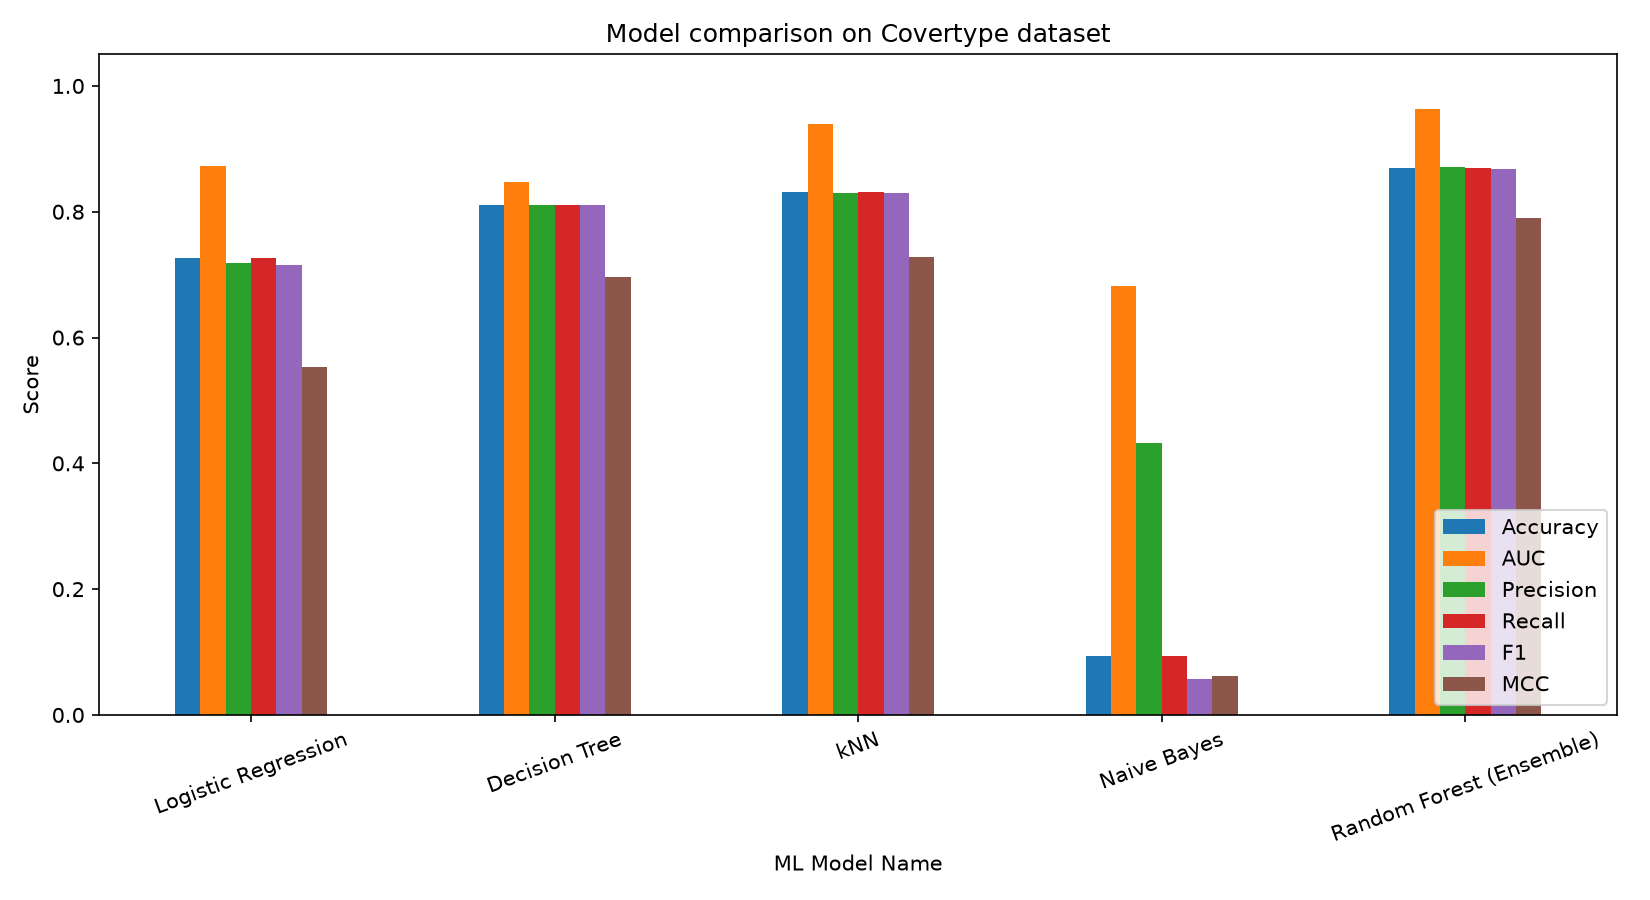 Model comparison on Covertype dataset
1.0
0.8
0.6
0.4
0.2
0.0
Score
Logistic Regression
Decision Tree
kNN
Naive Bayes
Random Forest (Ensemble)
ML Model Name
Accuracy
AUC
Precision
Recall
F1
MCC